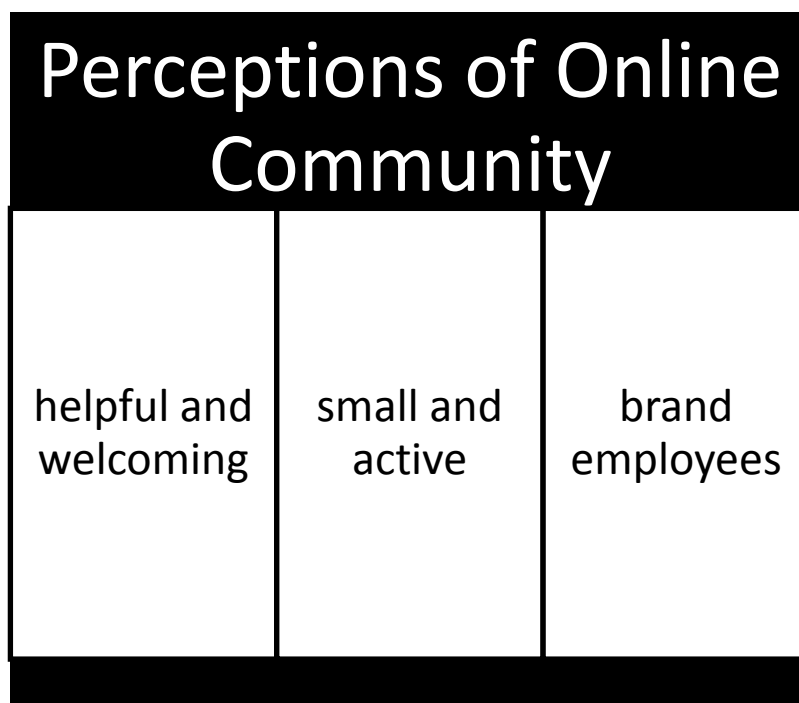 Perceptions of Online
Community
helpful and
welcoming
small and
active
brand
employees